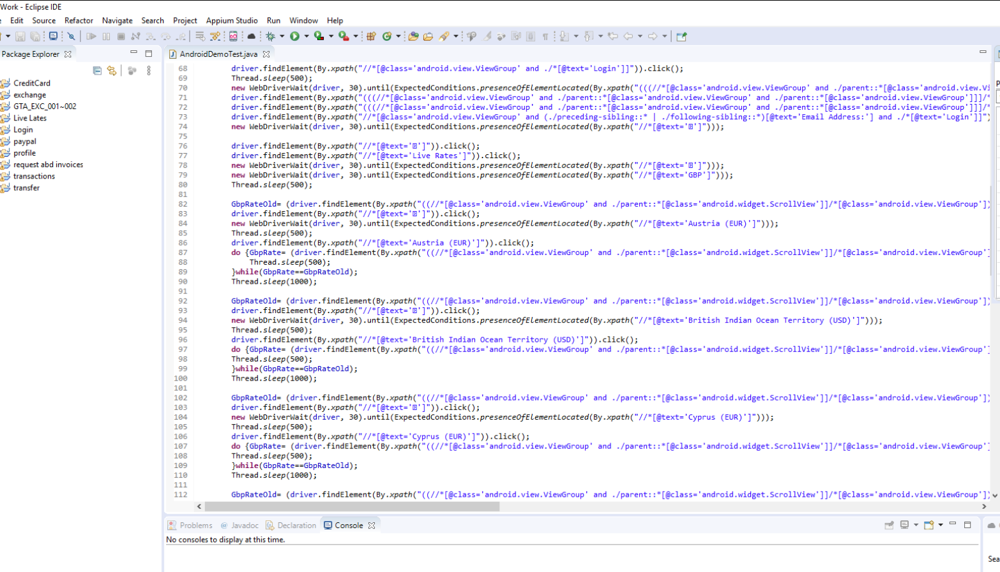 Work - Eclipse IDE
Edit Source Refactor Navigate Search Project Appium Studio Run Window Help
Package Explorer
AndroidDemoTest.java
CreditCard
exchange
GTA_EXC_001~002
Live Lates
Login
paypal
profile
request abd invoices
transactions
transfer
68 driver.findElement(By.xpath("//*[@class='android.view.ViewGroup' and ./*[@text='Login']]")).click();
69 Thread.sleep(500);
70 new WebDriverWait(driver, 30).until(ExpectedConditions.presenceOfElementLocated(By.xpath("(((//*[@class='android.view.ViewGroup' and ./parent::*[@class='android.view.Vi
71 driver.findElement(By.xpath("(((//*[@class='android.view.ViewGroup' and ./parent::*[@class='android.view.ViewGroup' and ./parent::*[@class='android.view.ViewGroup']]]/*
72 driver.findElement(By.xpath("(((//*[@class='android.view.ViewGroup' and ./parent::*[@class='android.view.ViewGroup' and ./parent::*[@class='android.view.ViewGroup']]]/*
73 driver.findElement(By.xpath("//*[@class='android.view.ViewGroup' and (./preceding-sibling::* | ./following-sibling::*)[@text='Email Address:'] and ./*[@text='Login']]")
74 new WebDriverWait(driver, 30).until(ExpectedConditions.presenceOfElementLocated(By.xpath("//*[@text='']")));
75
76 driver.findElement(By.xpath("//*[@text='']")).click();
77 driver.findElement(By.xpath("//*[@text='Live Rates']")).click();
78 new WebDriverWait(driver, 30).until(ExpectedConditions.presenceOfElementLocated(By.xpath("//*[@text='']")));
79 new WebDriverWait(driver, 30).until(ExpectedConditions.presenceOfElementLocated(By.xpath("//*[@text='GBP']")));
80 Thread.sleep(500);
81
82 GbpRateOld= (driver.findElement(By.xpath("((//*[@class='android.view.ViewGroup' and ./parent::*[@class='android.widget.ScrollView']]/*[@class='android.view.ViewGroup'])
83 driver.findElement(By.xpath("//*[@text='']")).click();
84 new WebDriverWait(driver, 30).until(ExpectedConditions.presenceOfElementLocated(By.xpath("//*[@text='Austria (EUR)']")));
85 Thread.sleep(500);
86 driver.findElement(By.xpath("//*[@text='Austria (EUR)']")).click();
87 do {GbpRate= (driver.findElement(By.xpath("((//*[@class='android.view.ViewGroup' and ./parent::*[@class='android.widget.ScrollView']]/*[@class='android.view.ViewGroup']
88 Thread.sleep(500);
89 }while(GbpRate==GbpRateOld);
90 Thread.sleep(1000);
91
92 GbpRateOld= (driver.findElement(By.xpath("((//*[@class='android.view.ViewGroup' and ./parent::*[@class='android.widget.ScrollView']]/*[@class='android.view.ViewGroup'])
93 driver.findElement(By.xpath("//*[@text='']")).click();
94 new WebDriverWait(driver, 30).until(ExpectedConditions.presenceOfElementLocated(By.xpath("//*[@text='British Indian Ocean Territory (USD)']")));
95 Thread.sleep(500);
96 driver.findElement(By.xpath("//*[@text='British Indian Ocean Territory (USD)']")).click();
97 do {GbpRate= (driver.findElement(By.xpath("((//*[@class='android.view.ViewGroup' and ./parent::*[@class='android.widget.ScrollView']]/*[@class='android.view.ViewGroup']
98 Thread.sleep(500);
99 }while(GbpRate==GbpRateOld);
100 Thread.sleep(1000);
101
102 GbpRateOld= (driver.findElement(By.xpath("((//*[@class='android.view.ViewGroup' and ./parent::*[@class='android.widget.ScrollView']]/*[@class='android.view.ViewGroup'])
103 driver.findElement(By.xpath("//*[@text='']")).click();
104 new WebDriverWait(driver, 30).until(ExpectedConditions.presenceOfElementLocated(By.xpath("//*[@text='Cyprus (EUR)']")));
105 Thread.sleep(500);
106 driver.findElement(By.xpath("//*[@text='Cyprus (EUR)']")).click();
107 do {GbpRate= (driver.findElement(By.xpath("((//*[@class='android.view.ViewGroup' and ./parent::*[@class='android.widget.ScrollView']]/*[@class='android.view.ViewGroup']
108 Thread.sleep(500);
109 }while(GbpRate==GbpRateOld);
110 Thread.sleep(1000);
111
112 GbpRateOld= (driver.findElement(By.xpath("((//*[@class='android.view.ViewGroup' and ./parent::*[@class='android.widget.ScrollView']]/*[@class='android.view.ViewGroup'])
Problems @ Javadoc Declaration Console
No consoles to display at this time.
Sea